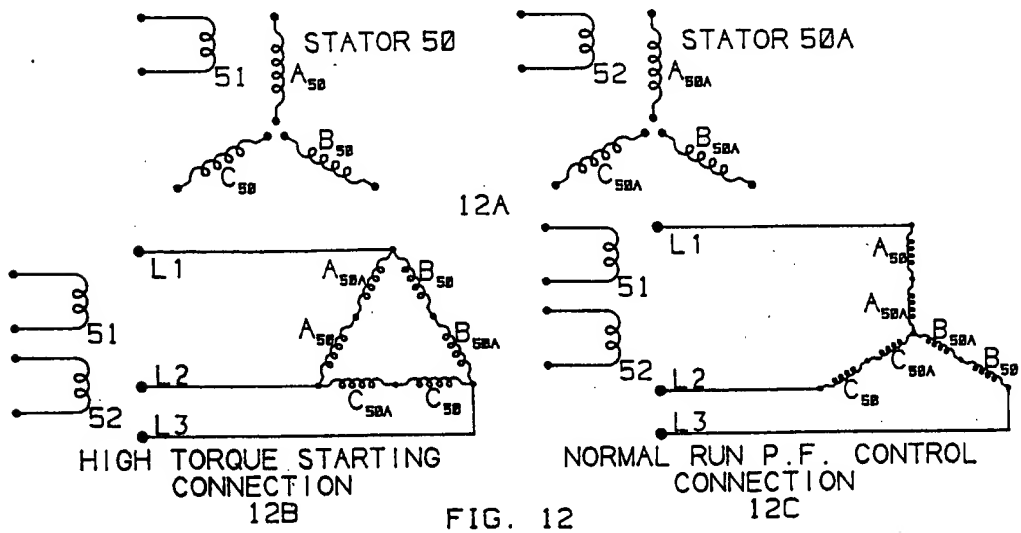 STATOR 50
51
A50
B50
C50
STATOR 50A
52
A50A
B50A
C50A
12A
L1
A50A
B50
A50
B50A
51
L2
C50A
C50
52
L3
HIGH TORQUE STARTING
CONNECTION
12B
L1
A50
51
A50A
B50A
C50A
B50
52
L2
C50
L3
NORMAL RUN P.F. CONTROL
CONNECTION
12C
FIG. 12